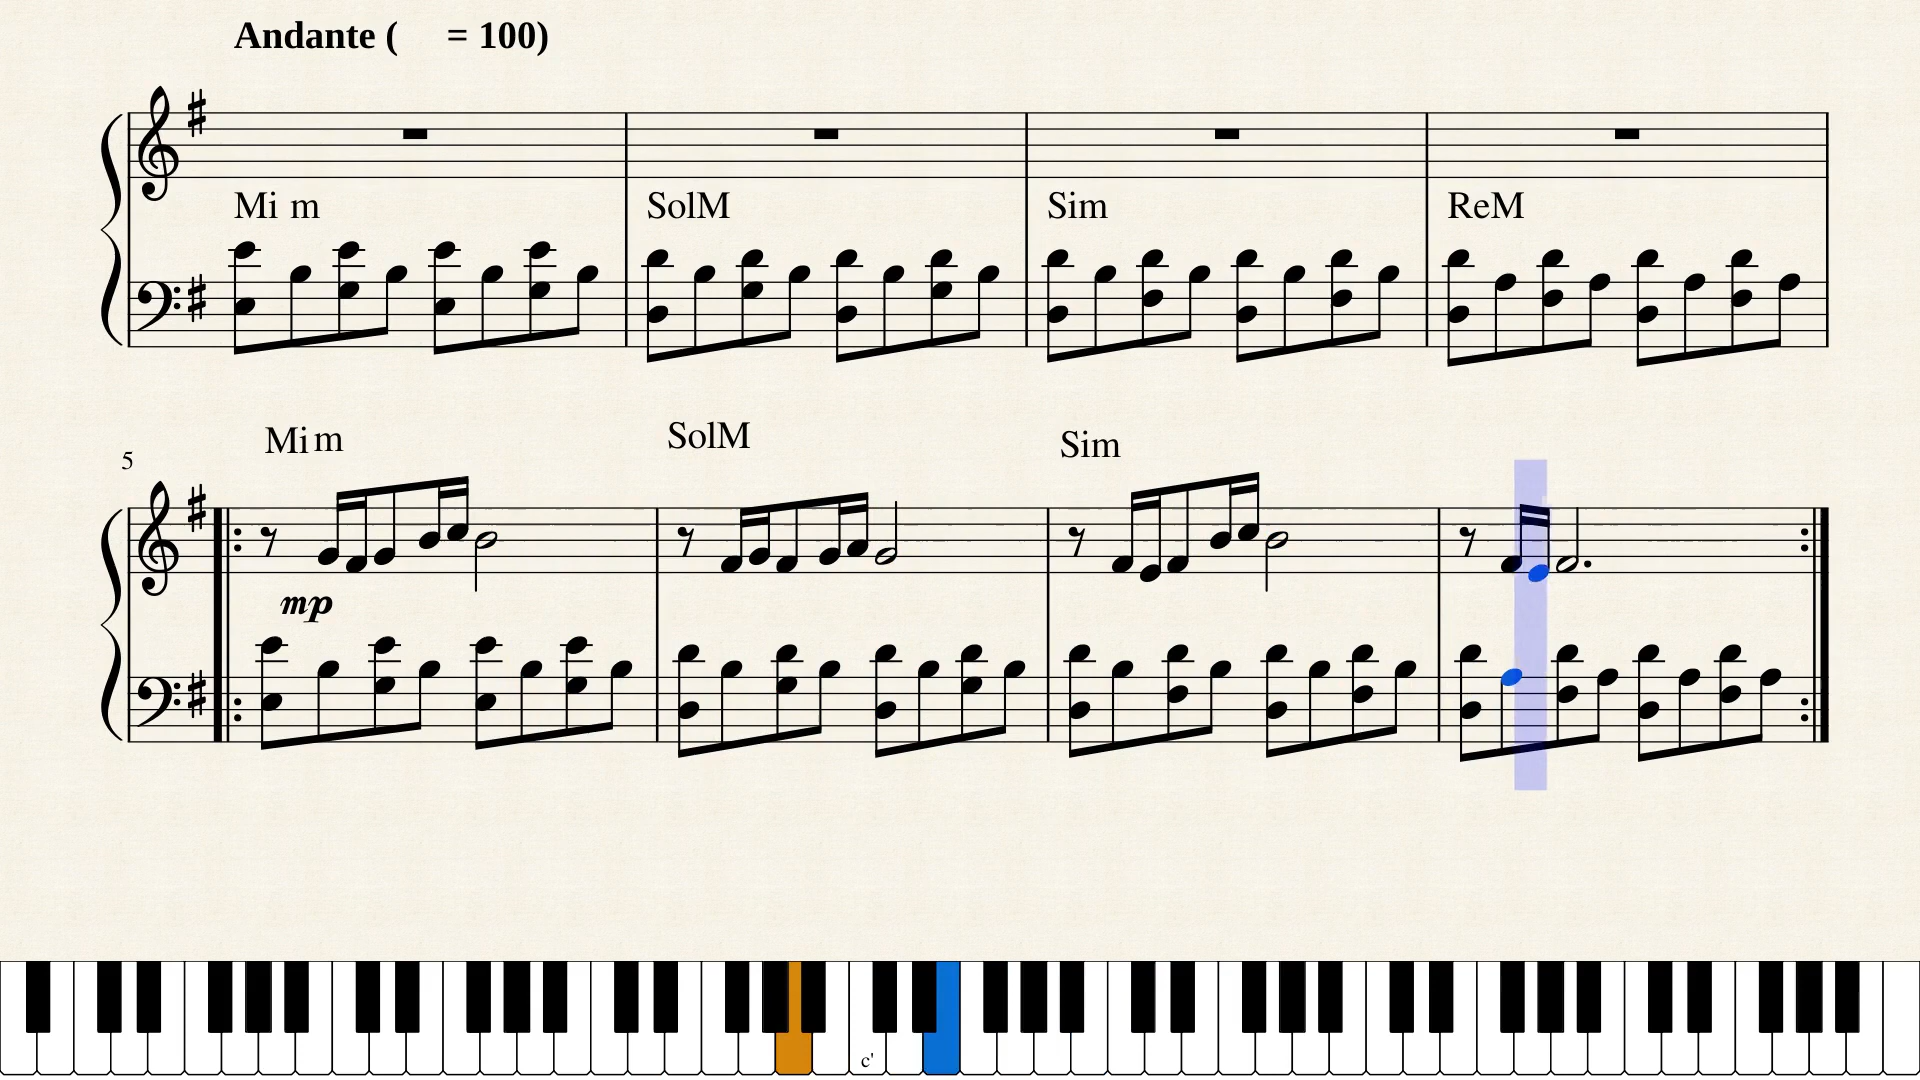 Andante ( = 100)
Mi m SolM Sim ReM
5 Mi m SolM Sim
mp
c'